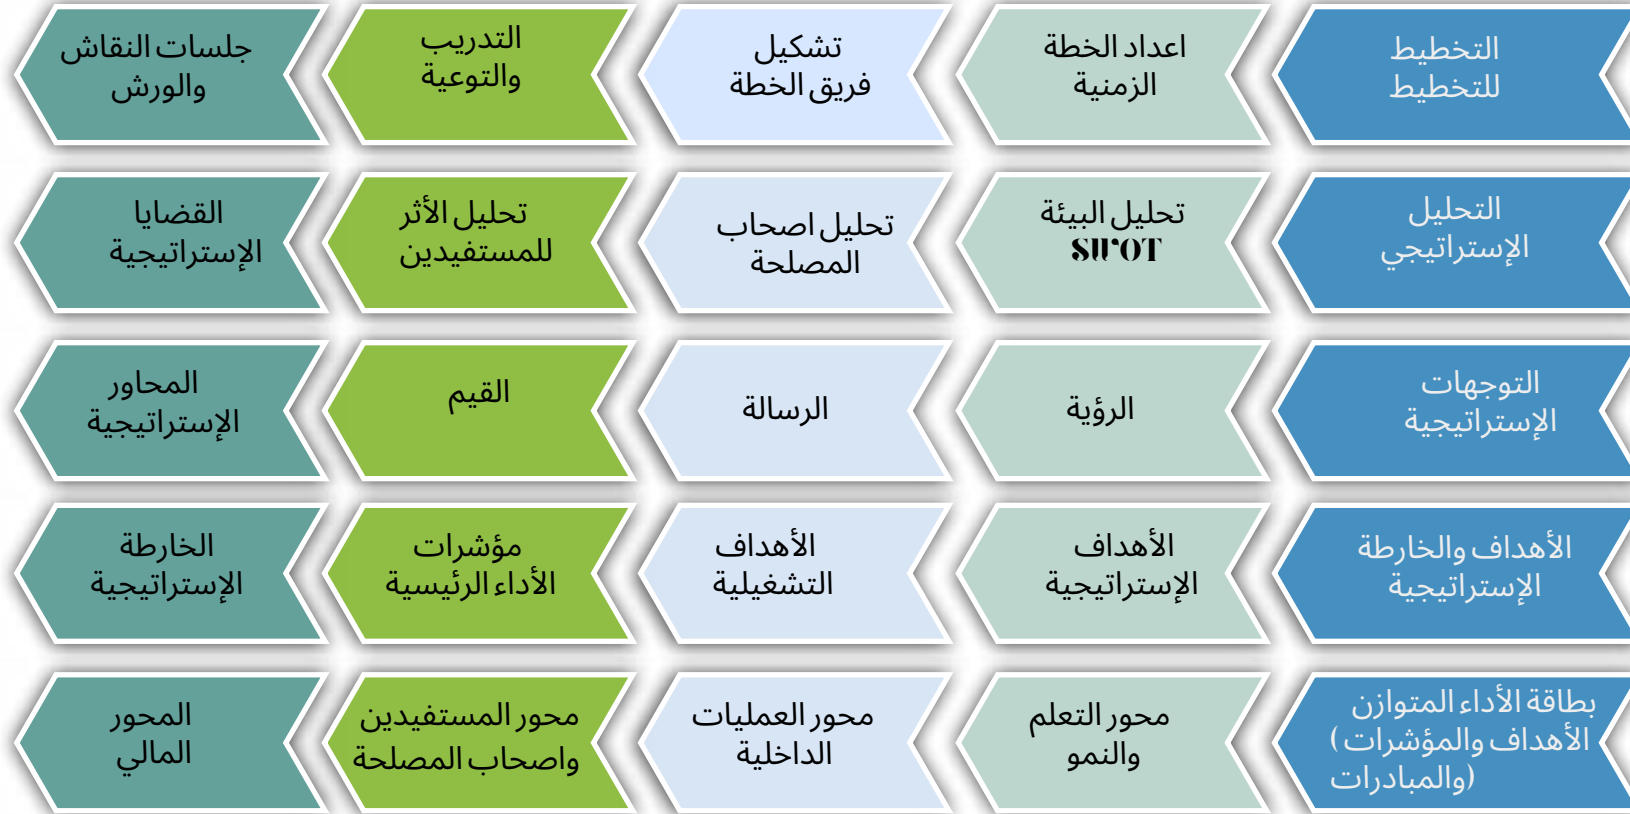 التخطيط
للتخطيط
اعداد الخطة
الزمنية
تشكيل
فريق الخطة
التدريب
والتوعية
جلسات النقاش
والورش
التحليل
الإستراتيجي
تحليل البيئة
SWOT
تحليل اصحاب
المصلحة
تحليل الأثر
للمستفيدين
القضايا
الإستراتيجية
التوجهات
الإستراتيجية
الرؤية
الرسالة
القيم
المحاور
الإستراتيجية
الأهداف والخارطة
الإستراتيجية
الأهداف
الإستراتيجية
الأهداف
التشغيلية
مؤشرات
الأداء الرئيسية
الخارطة
الإستراتيجية
بطاقة الأداء المتوازن
(الأهداف والمؤشرات
والمبادرات)
محور التعلم
والنمو
محور العمليات
الداخلية
محور المستفيدين
واصحاب المصلحة
المحور
المالي